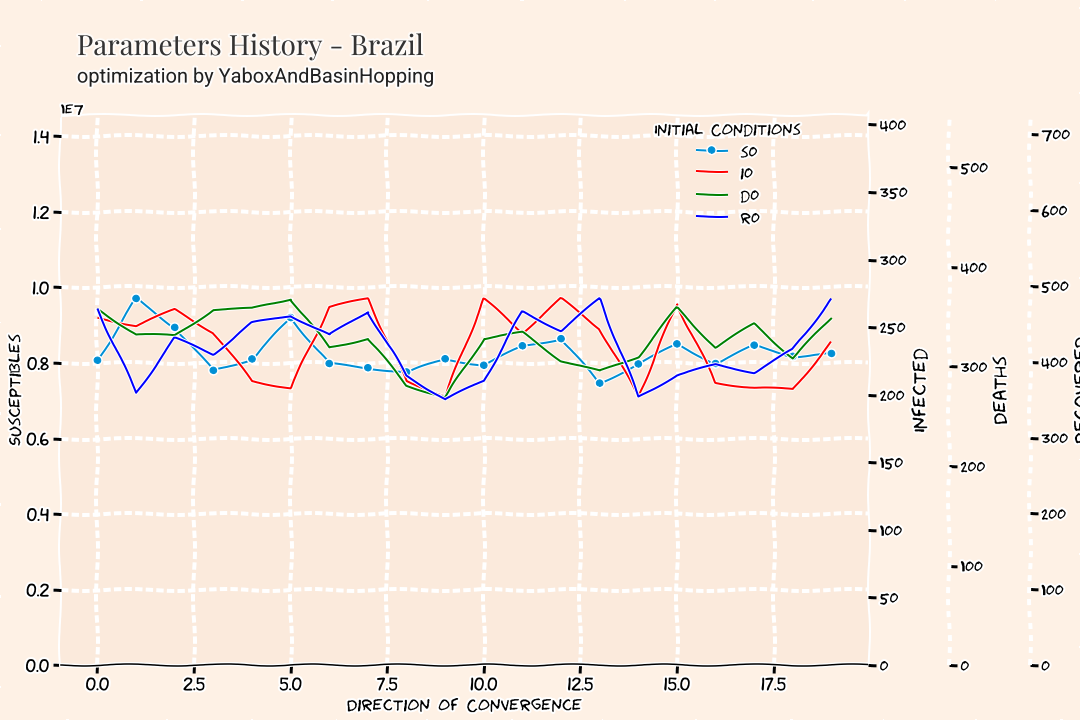 Parameters History - Brazil
optimization by YaboxAndBasinHopping
1E7
1.4
1.2
1.0
0.8
0.6
0.4
0.2
0.0
SUSCEPTIBLES
0.0 2.5 5.0 7.5 10.0 12.5 15.0 17.5
DIRECTION OF CONVERGENCE
INITIAL CONDITIONS
S0
I0
D0
R0
400
350
300
250
200
150
100
50
0
INFECTED
500
400
300
200
100
0
DEATHS
700
600
500
400
300
200
100
0